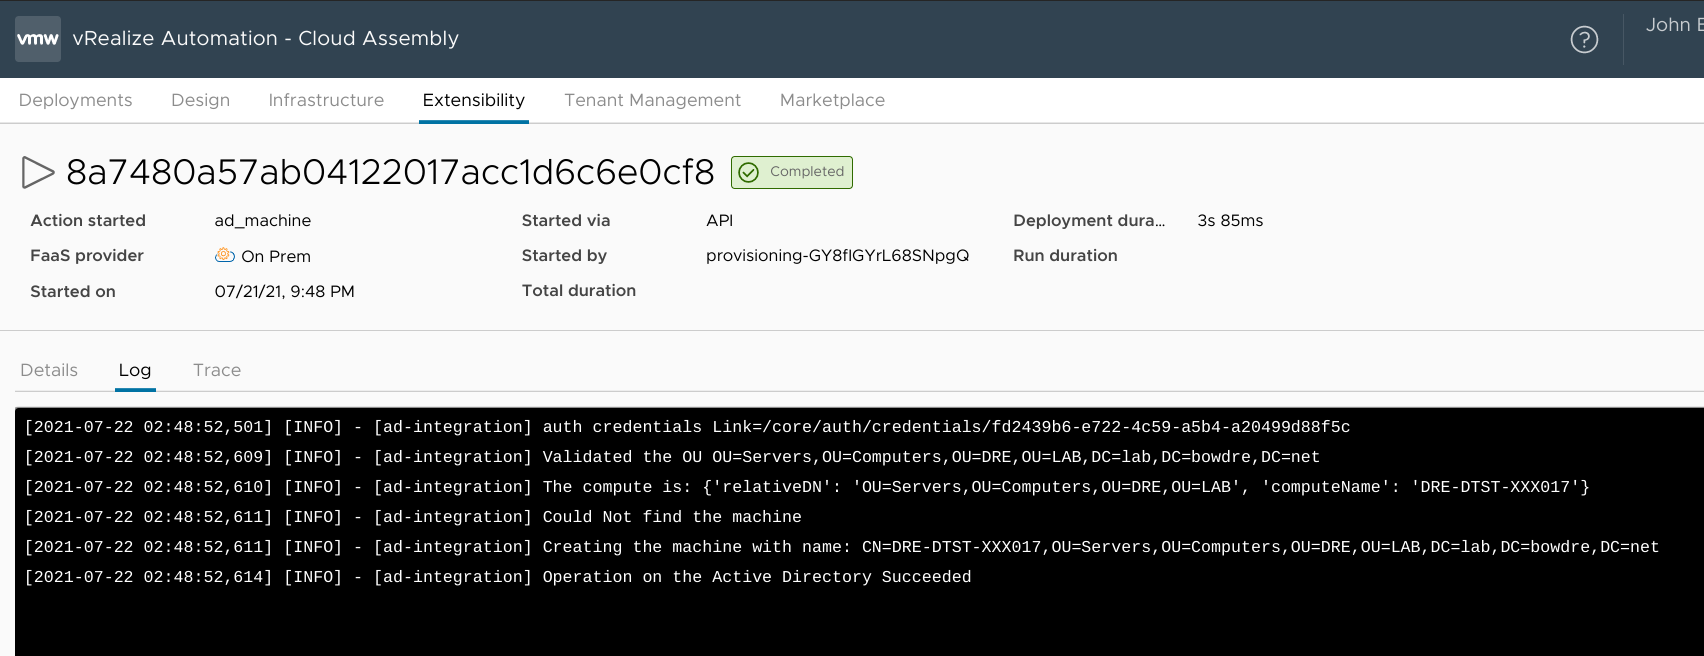 vmw vRealize Automation - Cloud Assembly ? John
Deployments Design Infrastructure Extensibility Tenant Management Marketplace
8a7480a57ab04122017acc1d6c6e0cf8 Completed
Action started ad_machine Started via API Deployment dura... 3s 85ms
FaaS provider On Prem Started by provisioning-GY8flGYrL68SNpgQ Run duration
Started on 07/21/21, 9:48 PM Total duration
Details Log Trace
[2021-07-22 02:48:52,501] [INFO] - [ad-integration] auth credentials Link=/core/auth/credentials/fd2439b6-e722-4c59-a5b4-a20499d88f5c
[2021-07-22 02:48:52,609] [INFO] - [ad-integration] Validated the OU OU=Servers,OU=Computers,OU=DRE,OU=LAB,DC=lab,DC=bowdre,DC=net
[2021-07-22 02:48:52,610] [INFO] - [ad-integration] The compute is: {'relativeDN': 'OU=Servers,OU=Computers,OU=DRE,OU=LAB', 'computeName': 'DRE-DTST-XXX017'}
[2021-07-22 02:48:52,611] [INFO] - [ad-integration] Could Not find the machine
[2021-07-22 02:48:52,611] [INFO] - [ad-integration] Creating the machine with name: CN=DRE-DTST-XXX017,OU=Servers,OU=Computers,OU=DRE,OU=LAB,DC=lab,DC=bowdre,DC=net
[2021-07-22 02:48:52,614] [INFO] - [ad-integration] Operation on the Active Directory Succeeded